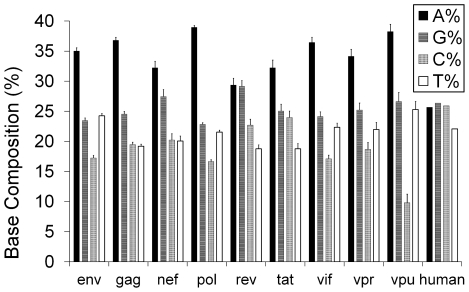 Base Composition (%)
45
40
35
30
25
20
15
10
5
0
A%
G%
C%
T%
env gag nef pol rev tat vif vpr vpu human